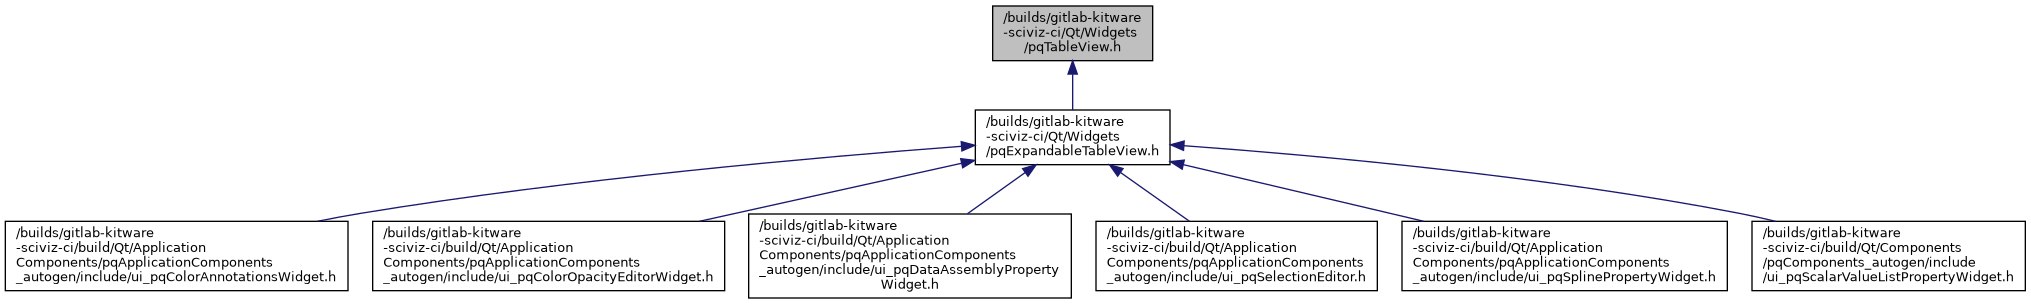 /builds/gitlab-kitware
-sciviz-ci/Qt/Widgets
/pqTableView.h
/builds/gitlab-kitware
-sciviz-ci/Qt/Widgets
/pqExpandableTableView.h
/builds/gitlab-kitware
-sciviz-ci/build/Qt/Application
Components/pqApplicationComponents
_autogen/include/ui_pqColorAnnotationsWidget.h
/builds/gitlab-kitware
-sciviz-ci/build/Qt/Application
Components/pqApplicationComponents
_autogen/include/ui_pqColorOpacityEditorWidget.h
/builds/gitlab-kitware
-sciviz-ci/build/Qt/Application
Components/pqApplicationComponents
_autogen/include/ui_pqDataAssemblyProperty
Widget.h
/builds/gitlab-kitware
-sciviz-ci/build/Qt/Application
Components/pqApplicationComponents
_autogen/include/ui_pqSelectionEditor.h
/builds/gitlab-kitware
-sciviz-ci/build/Qt/Application
Components/pqApplicationComponents
_autogen/include/ui_pqSplinePropertyWidget.h
/builds/gitlab-kitware
-sciviz-ci/build/Qt/Components
/pqComponents_autogen/include
/ui_pqScalarValueListPropertyWidget.h